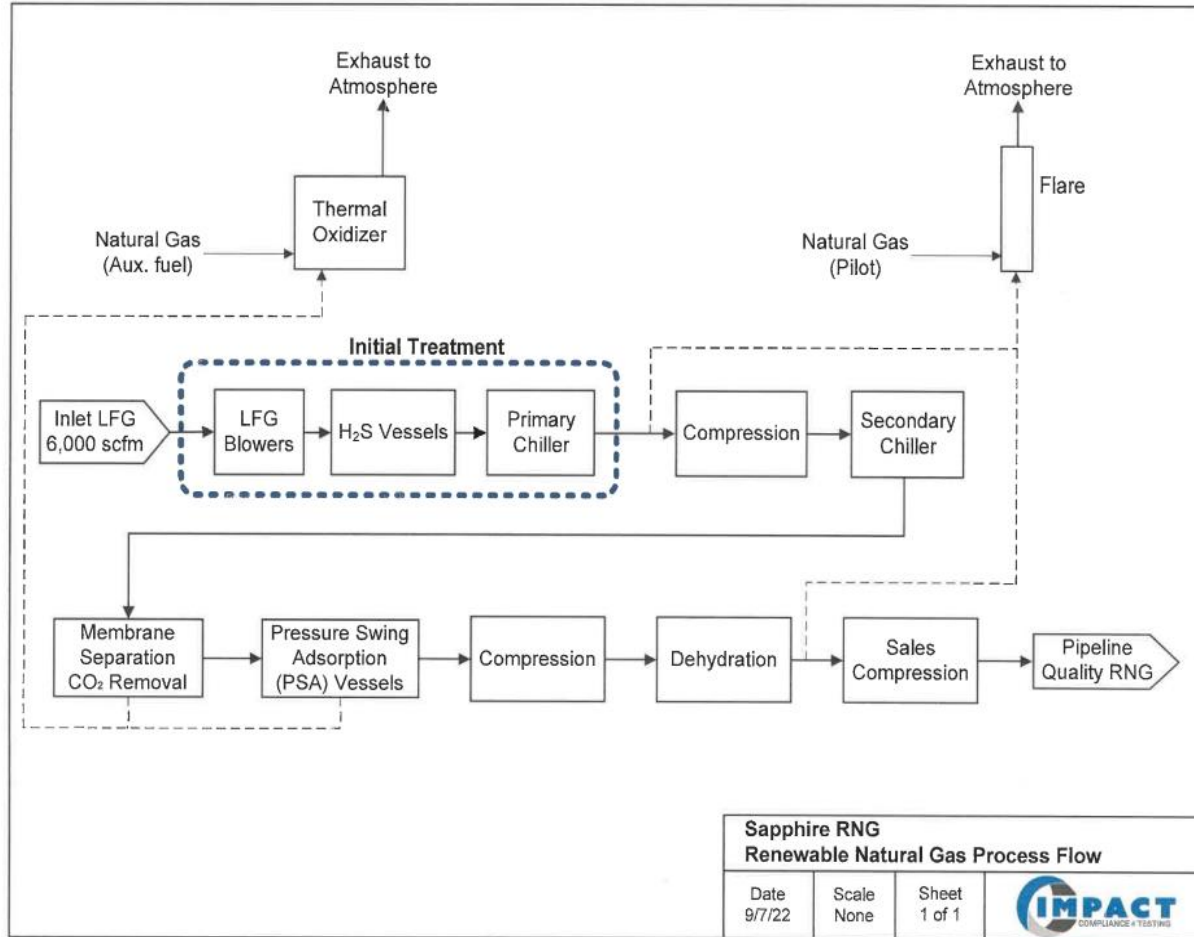 Exhaust to
Atmosphere
Exhaust to
Atmosphere
Thermal
Oxidizer
Flare
Natural Gas
(Aux. fuel)
Natural Gas
(Pilot)
Initial Treatment
Inlet LFG
6,000 scfm
LFG
Blowers
H₂S Vessels
Primary
Chiller
Compression
Secondary
Chiller
Membrane
Separation
CO₂ Removal
Pressure Swing
Adsorption
(PSA) Vessels
Compression
Dehydration
Sales
Compression
Pipeline
Quality RNG
Sapphire RNG
Renewable Natural Gas Process Flow
Date
9/7/22
Scale
None
Sheet
1 of 1
IMPACT
COMPLIANCE & TESTING